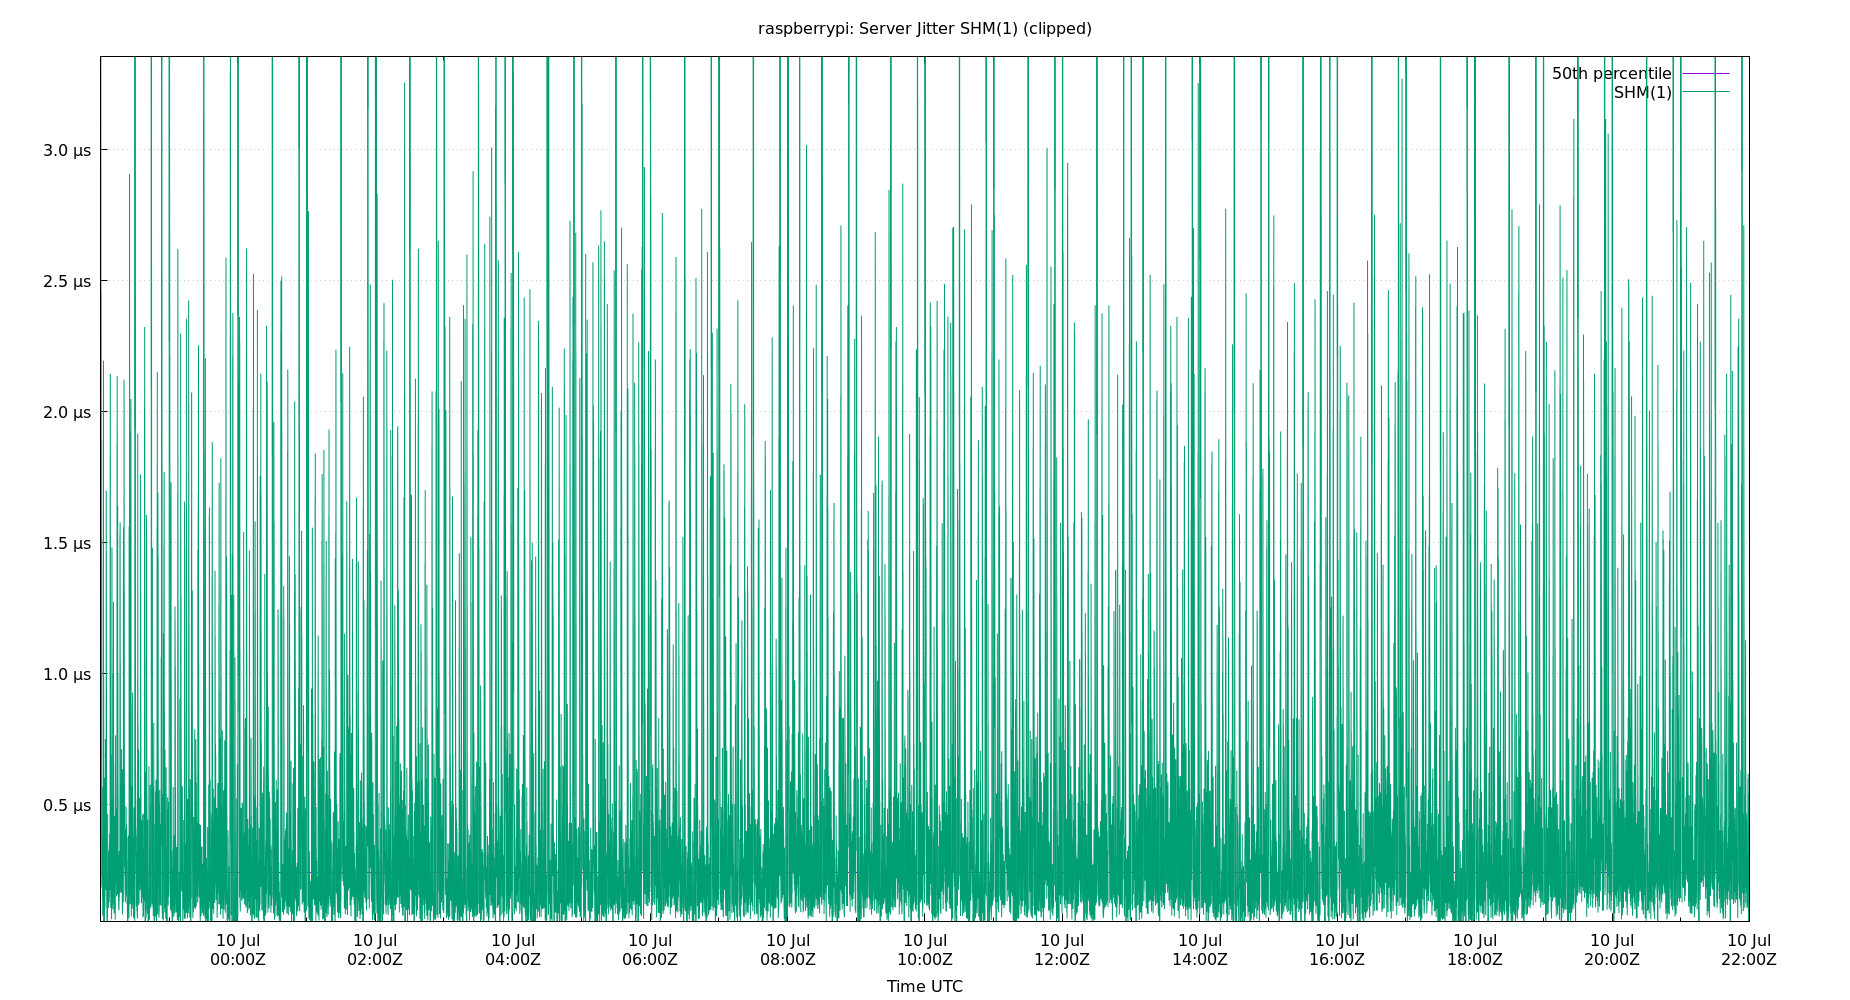 raspberrypi: Server Jitter SHM(1) (clipped)
50th percentile
SHM(1)
3.0 µs
2.5 µs
2.0 µs
1.5 µs
1.0 µs
0.5 µs
10 Jul 10 Jul 10 Jul 10 Jul 10 Jul 10 Jul 10 Jul 10 Jul 10 Jul 10 Jul 10 Jul 10 Jul
00:00Z 02:00Z 04:00Z 06:00Z 08:00Z 10:00Z 12:00Z 14:00Z 16:00Z 18:00Z 20:00Z 22:00Z
Time UTC